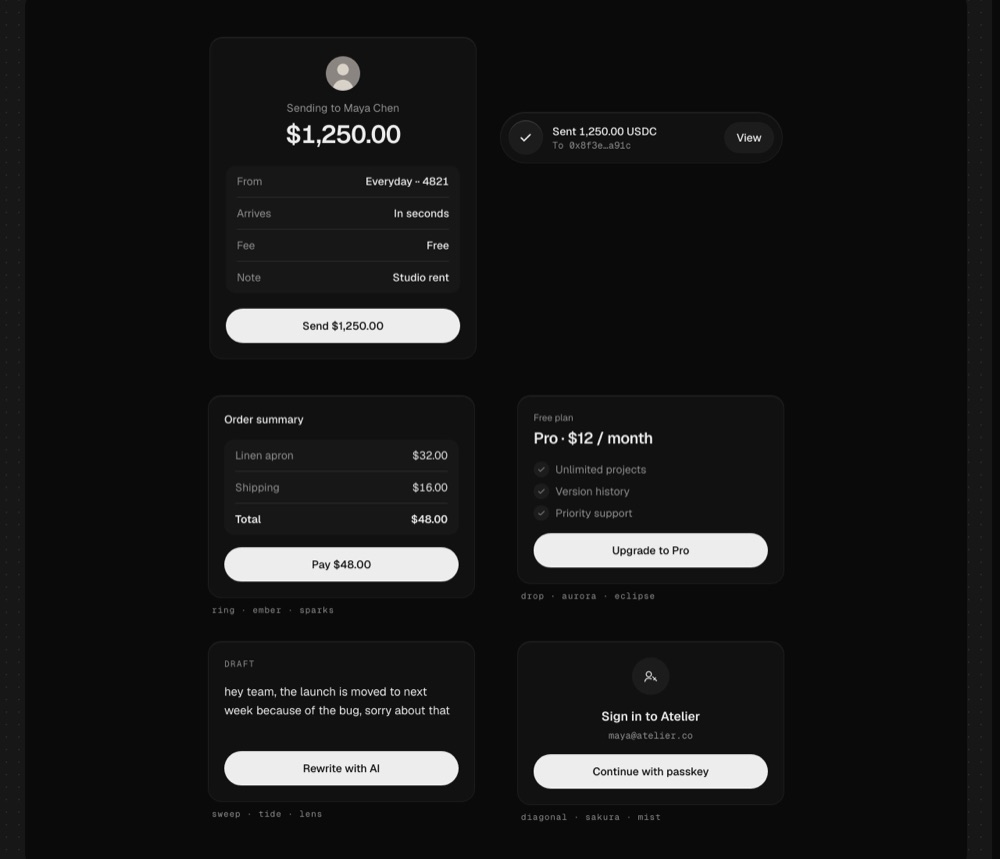 Sending to Maya Chen
$1,250.00
From Everyday ·· 4821
Arrives In seconds
Fee Free
Note Studio rent
Send $1,250.00
Sent 1,250.00 USDC
To 0x8f3e…a91c
View
Order summary
Linen apron $32.00
Shipping $16.00
Total $48.00
Pay $48.00
ring · ember · sparks
Free plan
Pro · $12 / month
Unlimited projects
Version history
Priority support
Upgrade to Pro
drop · aurora · eclipse
DRAFT
hey team, the launch is moved to next
week because of the bug, sorry about that
Rewrite with AI
sweep · tide · lens
Sign in to Atelier
maya@atelier.co
Continue with passkey
diagonal · sakura · mist